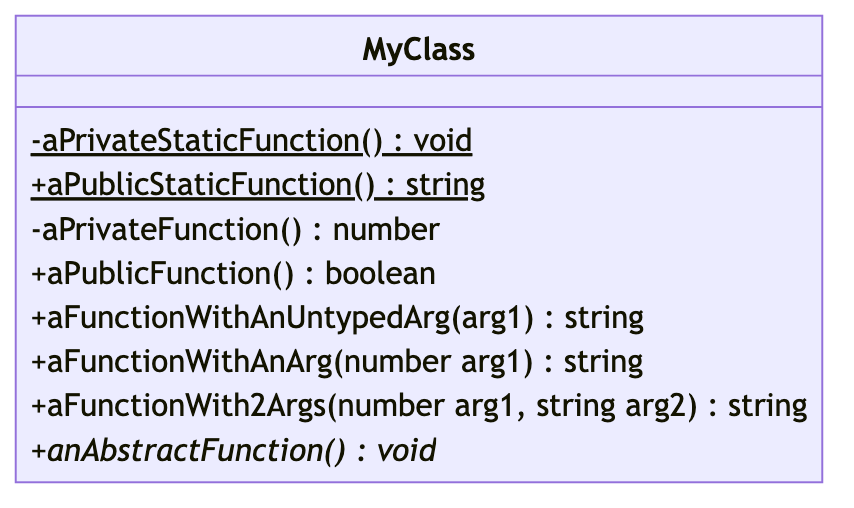 MyClass
-aPrivateStaticFunction() : void
+aPublicStaticFunction() : string
-aPrivateFunction() : number
+aPublicFunction() : boolean
+aFunctionWithAnUntypedArg(arg1) : string
+aFunctionWithAnArg(number arg1) : string
+aFunctionWith2Args(number arg1, string arg2) : string
+anAbstractFunction() : void